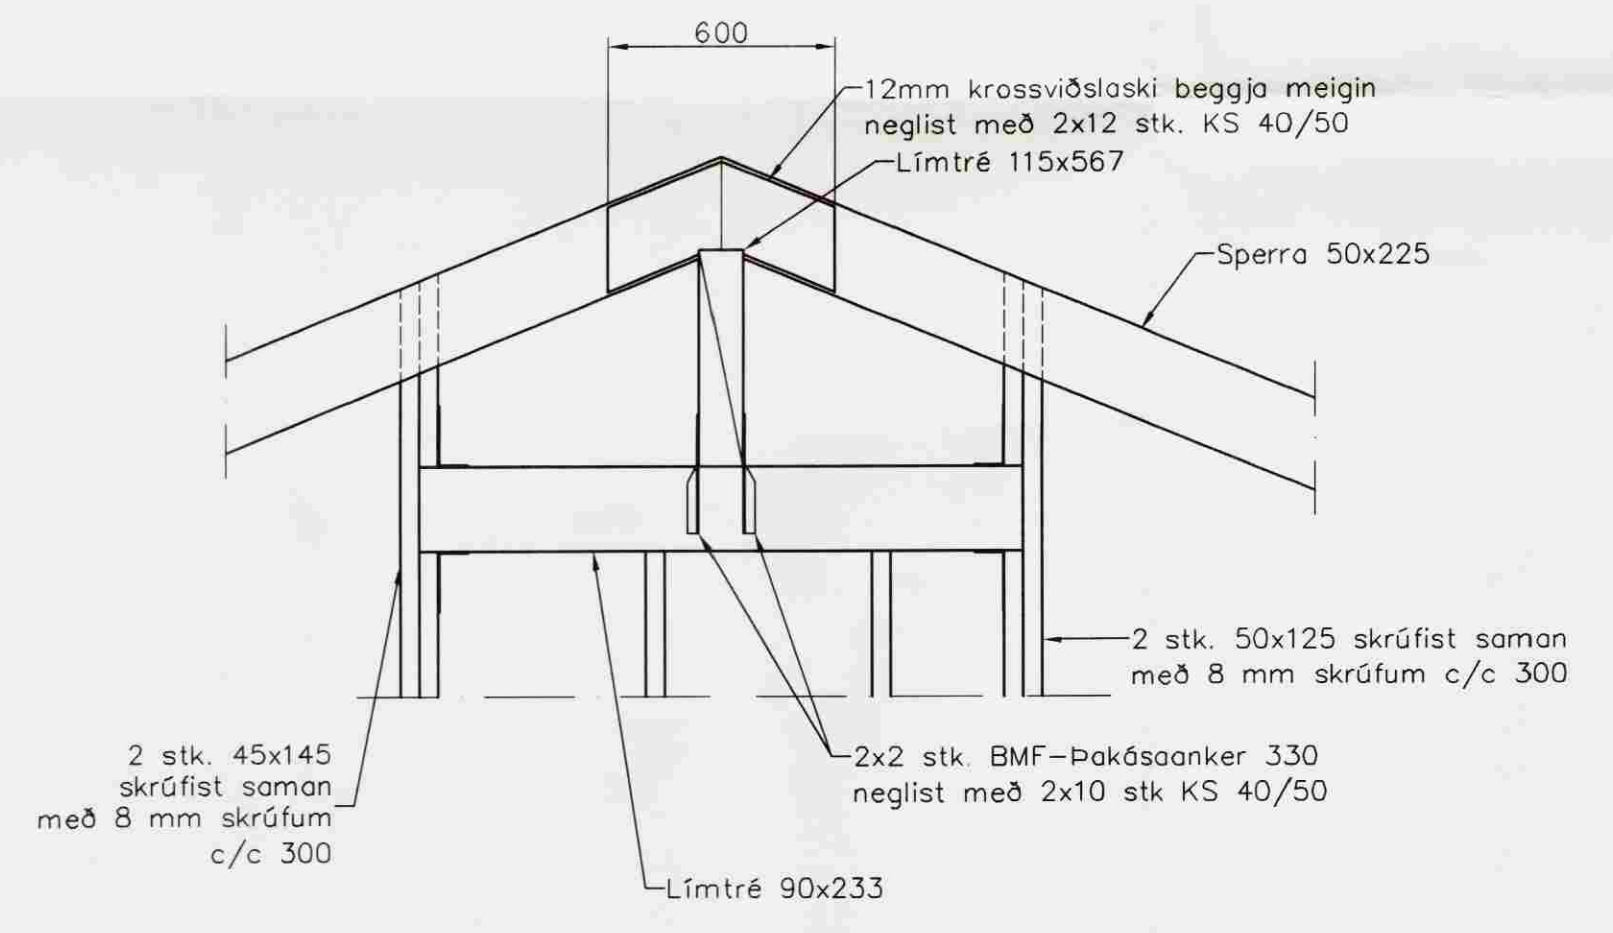 600
12mm krossviðslaski beggja meigin
neglist með 2x12 stk. KS 40/50
Límtré 115x567
Sperra 50x225
2 stk. 50x125 skrúfist saman
með 8 mm skrúfum c/c 300
2 stk. 45x145
skrúfist saman
með 8 mm skrúfum
c/c 300
2x2 stk. BMF-Þakásaanker 330
neglist með 2x10 stk KS 40/50
Límtré 90x233